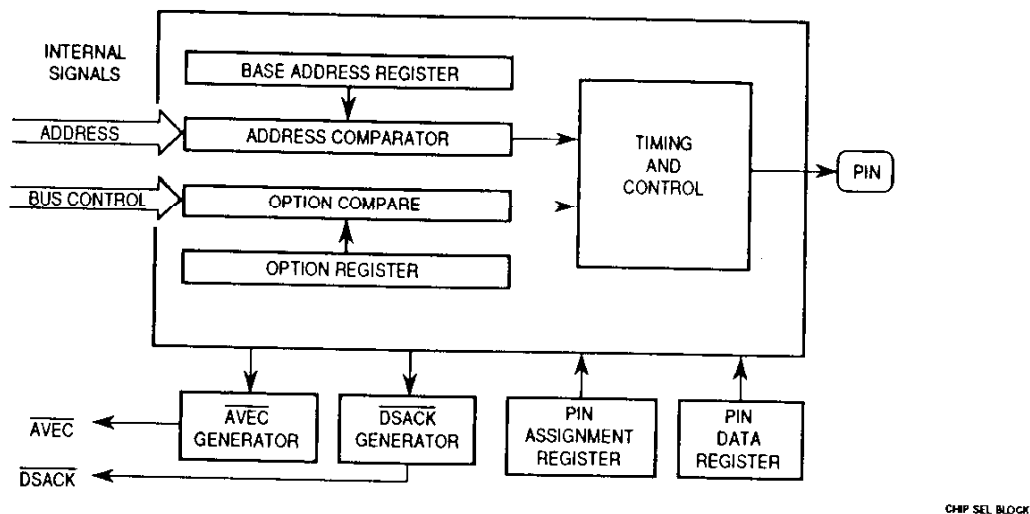 INTERNAL
SIGNALS
BASE ADDRESS REGISTER
ADDRESS
ADDRESS COMPARATOR
TIMING
AND
CONTROL
PIN
BUS CONTROL
OPTION COMPARE
OPTION REGISTER
AVEC
AVEC
GENERATOR
DSACK
GENERATOR
PIN
ASSIGNMENT
REGISTER
PIN
DATA
REGISTER
DSACK
CHIP SEL BLOCK